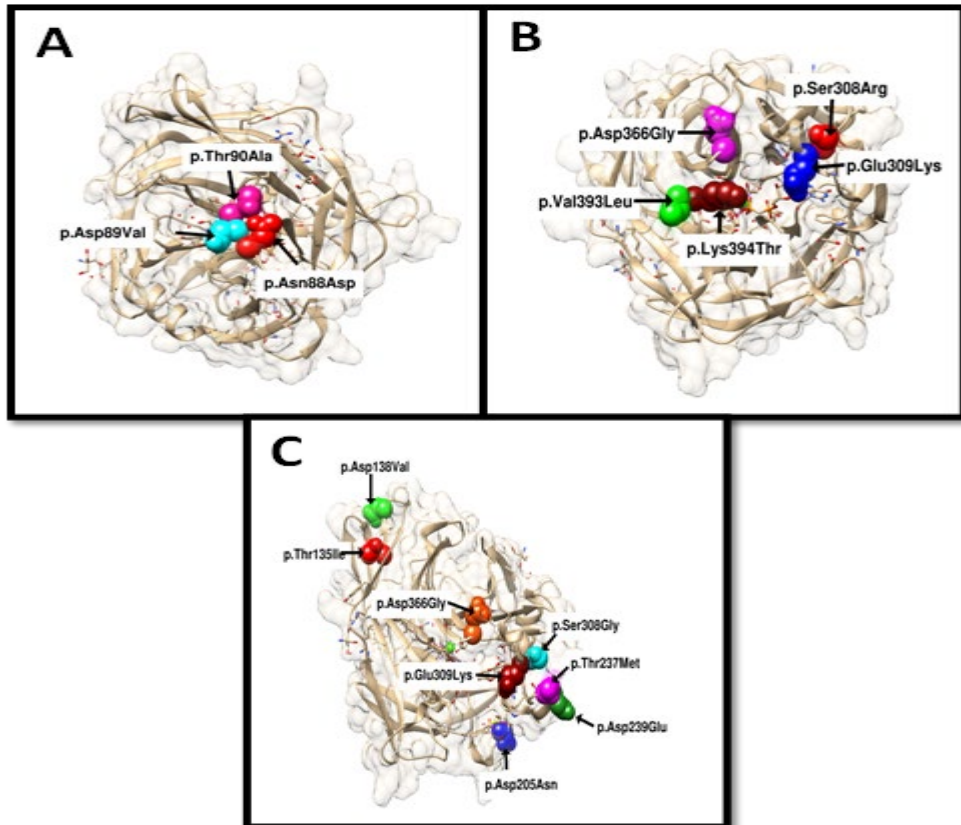 A
p.Thr90Ala
p.Asp89Val
p.Asn88Asp
B
p.Ser308Arg
p.Asp366Gly
p.Glu309Lys
p.Val393Leu
p.Lys394Thr
C
p.Asp138Val
p.Thr135Ile
p.Asp366Gly
p.Ser308Gly
p.Glu309Lys
p.Thr237Met
p.Asp239Glu
p.Asp205Asn